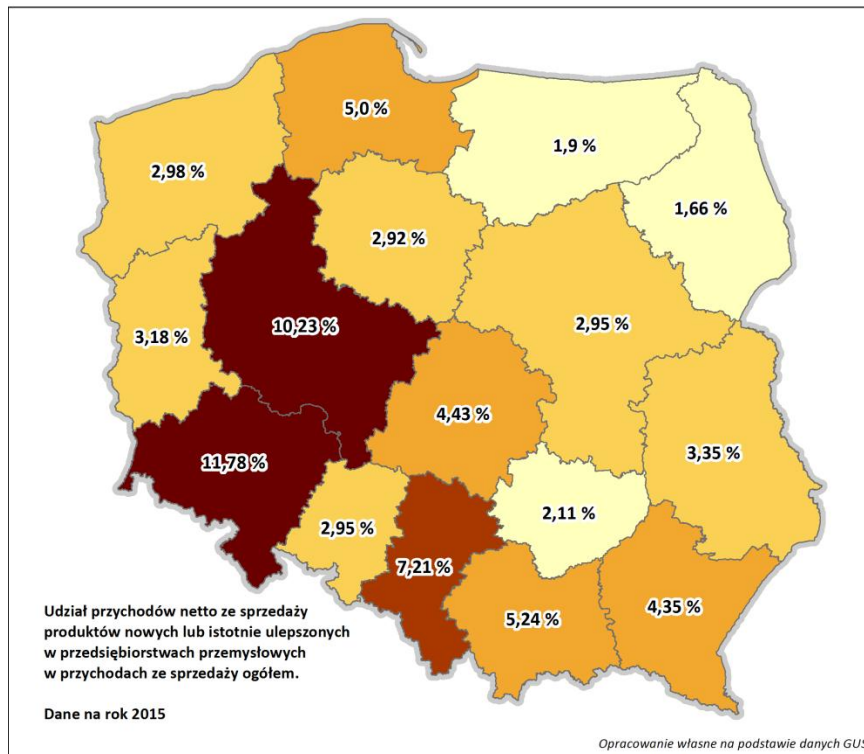 5,0 %
1,9 %
2,98 %
1,66 %
2,92 %
10,23 %
2,95 %
3,18 %
4,43 %
11,78 %
3,35 %
2,11 %
2,95 %
7,21 %
5,24 %
4,35 %
Udział przychodów netto ze sprzedaży
produktów nowych lub istotnie ulepszonych
w przedsiębiorstwach przemysłowych
w przychodach ze sprzedaży ogółem.
Dane na rok 2015
Opracowanie własne na podstawie danych GUS